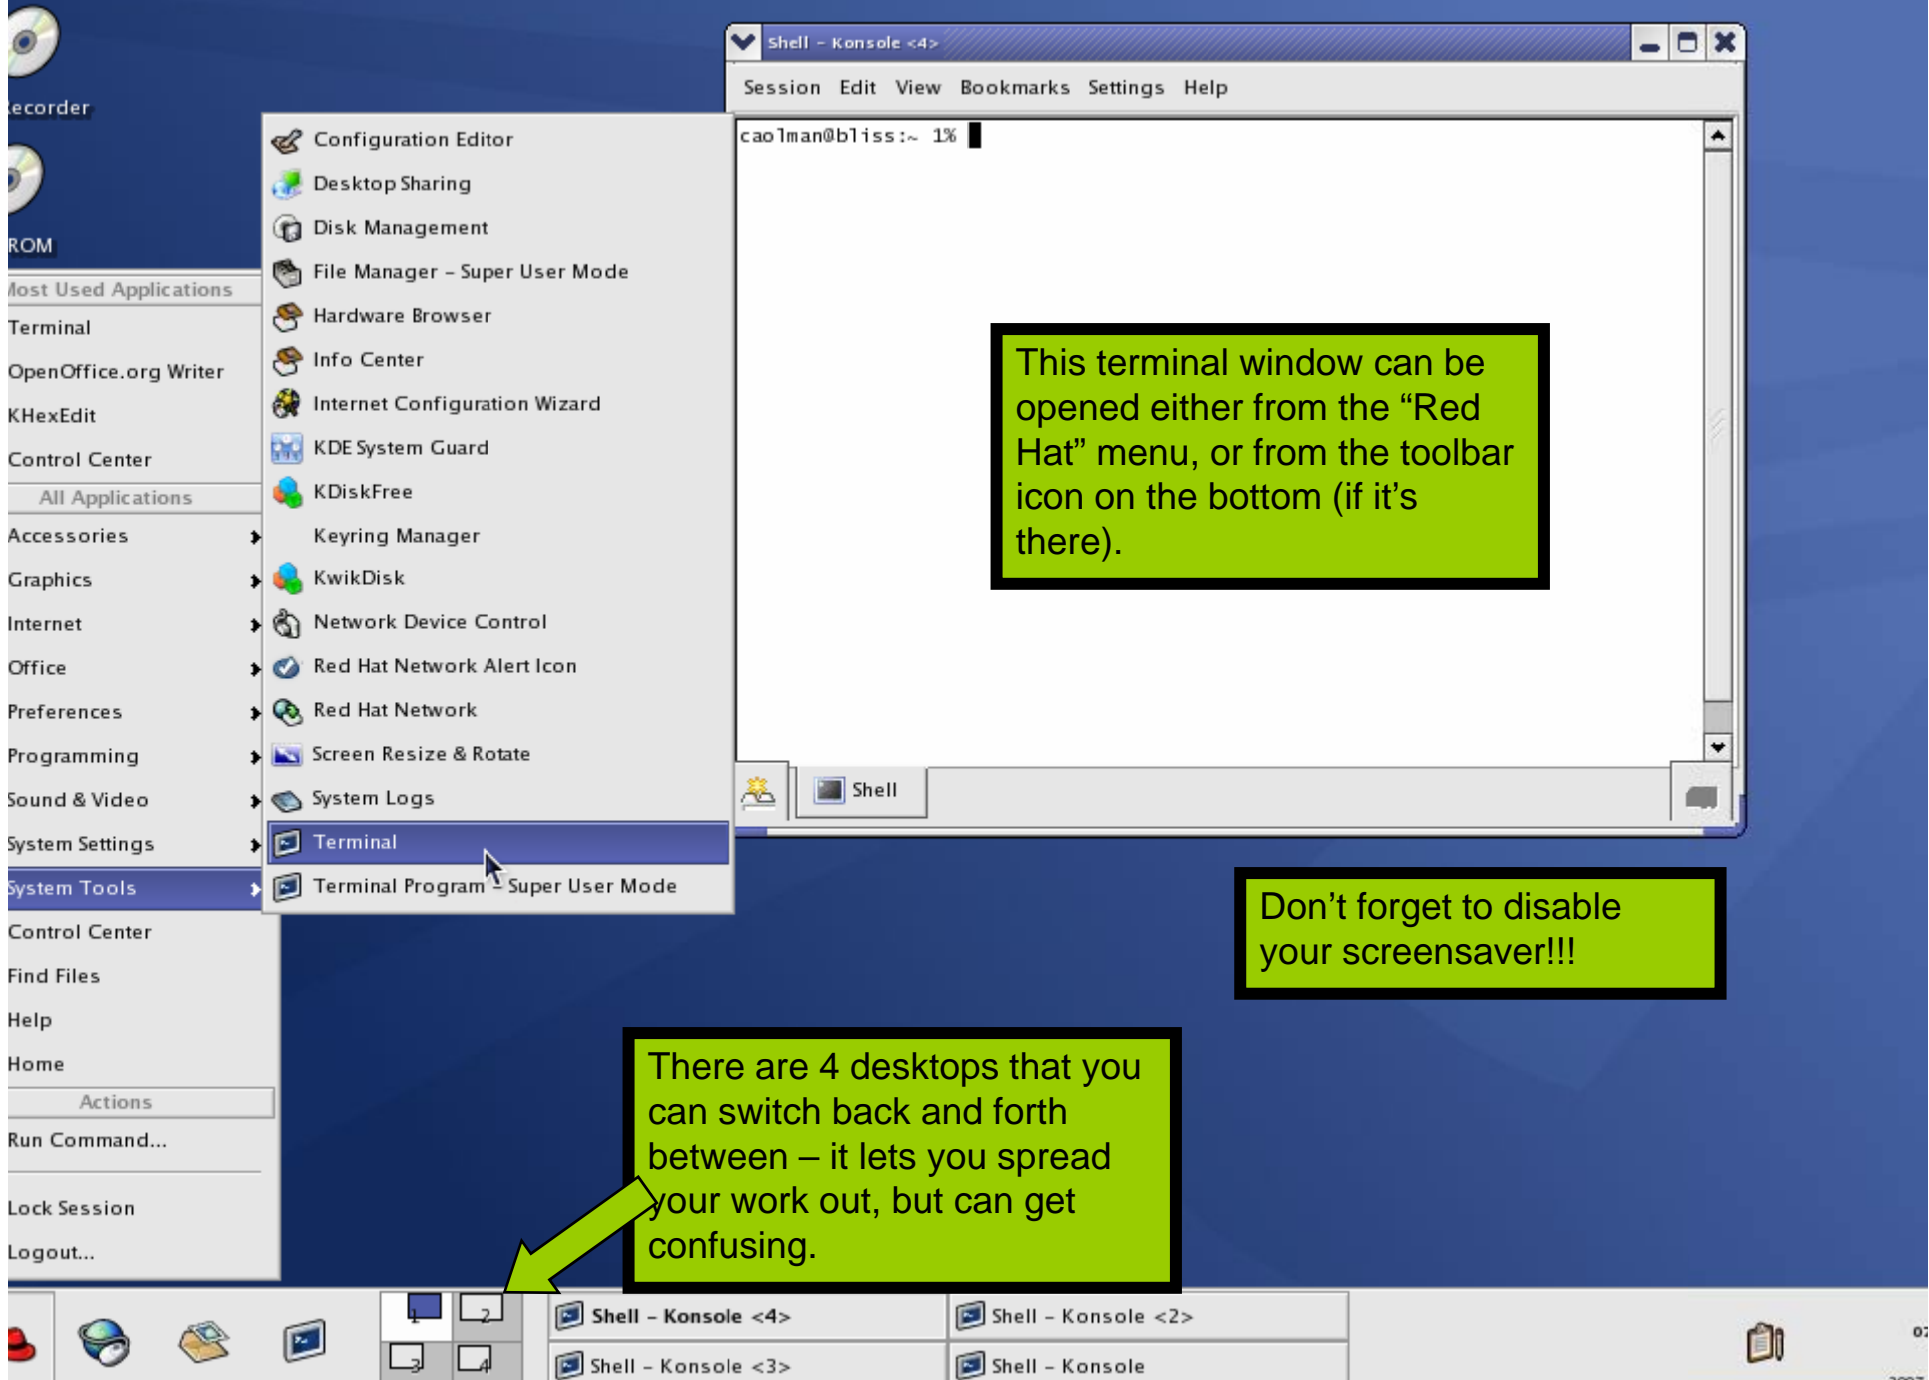 Recorder
ROM
Most Used Applications
Terminal
OpenOffice.org Writer
KHexEdit
Control Center
All Applications
Accessories
Graphics
Internet
Office
Preferences
Programming
Sound & Video
System Settings
System Tools
Control Center
Find Files
Help
Home
Actions
Run Command...
Lock Session
Logout...
Configuration Editor
Desktop Sharing
Disk Management
File Manager – Super User Mode
Hardware Browser
Info Center
Internet Configuration Wizard
KDE System Guard
KDiskFree
Keyring Manager
KwikDisk
Network Device Control
Red Hat Network Alert Icon
Red Hat Network
Screen Resize & Rotate
System Logs
Terminal
Terminal Program – Super User Mode
Shell – Konsole <4>
Session Edit View Bookmarks Settings Help
caolman@bliss:~ 1%
This terminal window can be
opened either from the “Red
Hat” menu, or from the toolbar
icon on the bottom (if it's
there).
Shell
Don’t forget to disable
your screensaver!!!
There are 4 desktops that you
can switch back and forth
between – it lets you spread
your work out, but can get
confusing.
1 2
3 4
Shell – Konsole <4>
Shell – Konsole <2>
Shell – Konsole <3>
Shell – Konsole
02